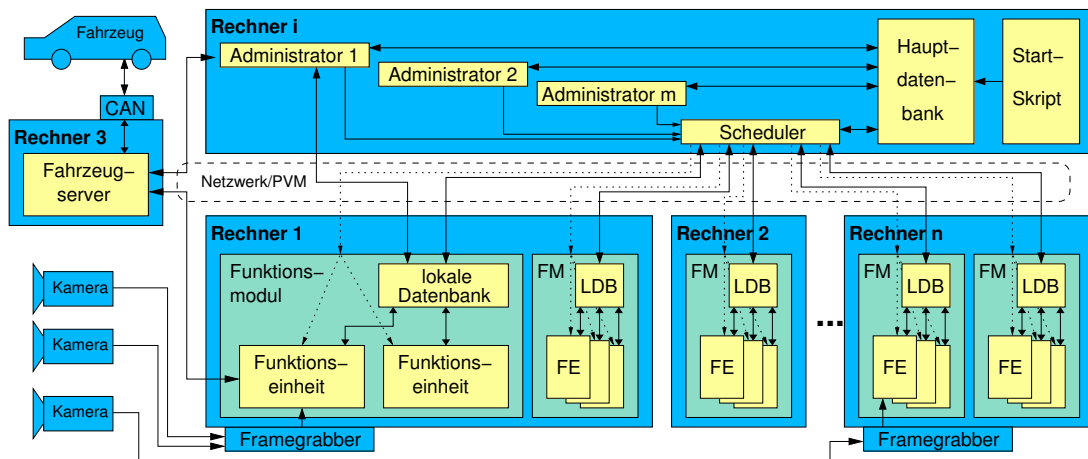 Fahrzeug
CAN
Rechner 3
Fahrzeug–
server
Rechner i
Administrator 1
Administrator 2
Administrator m
Scheduler
Haupt–
daten–
bank
Start–
Skript
Netzwerk/PVM
Rechner 1
Funktions–
modul
lokale
Datenbank
Funktions–
einheit
Funktions–
einheit
FM
LDB
FE
Framegrabber
Rechner 2
FM
LDB
FE
...
Rechner n
FM
LDB
FE
FM
LDB
FE
Framegrabber
Kamera
Kamera
Kamera